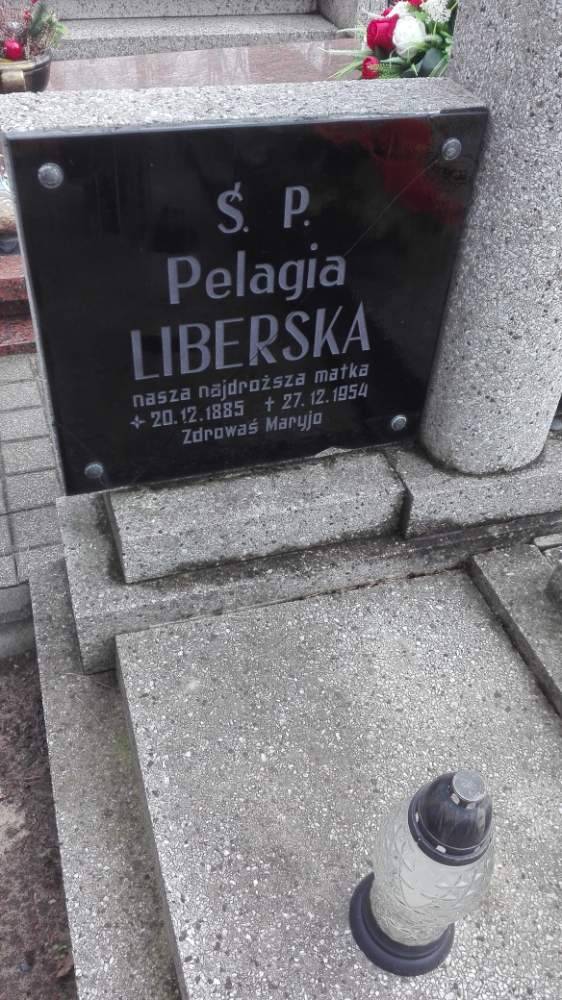 Ś. P.
Pelagia
LIBERSKA
nasza najdroższa matka
✢ 20.12.1885 ✝ 27.12.1954
Zdrowaś Maryjo